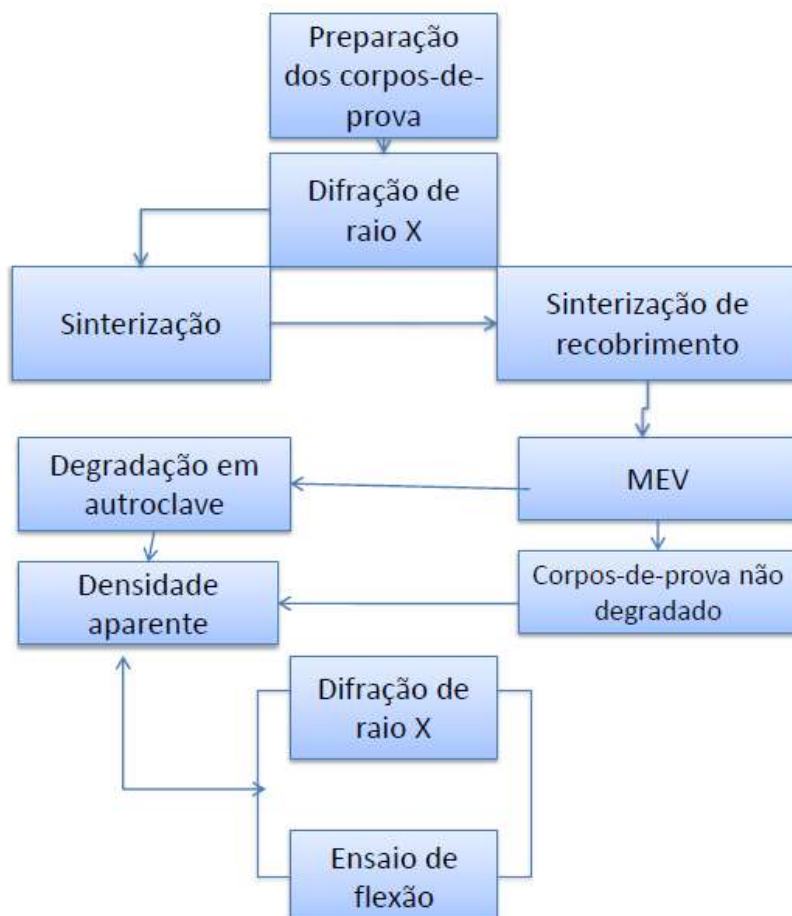 Preparação
dos corpos-de-
prova
Difração de
raio X
Sinterização
Sinterização de
recobrimento
Degradação em
autroclave
MEV
Densidade
aparente
Corpos-de-prova não
degradado
Difração de
raio X
Ensaio de
flexão